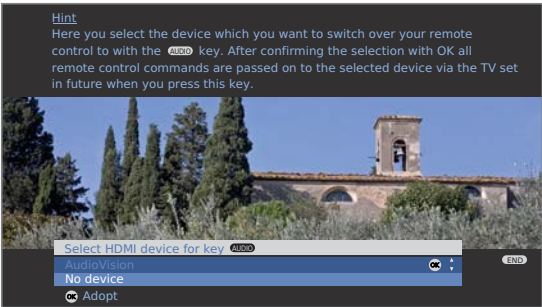 Hint
Here you select the device which you want to switch over your remote
control to with the AUDIO key. After confirming the selection with OK all
remote control commands are passed on to the selected device via the TV set
in future when you press this key.
Select HDMI device for key AUDIO
AudioVision OK
END
No device
OK Adopt